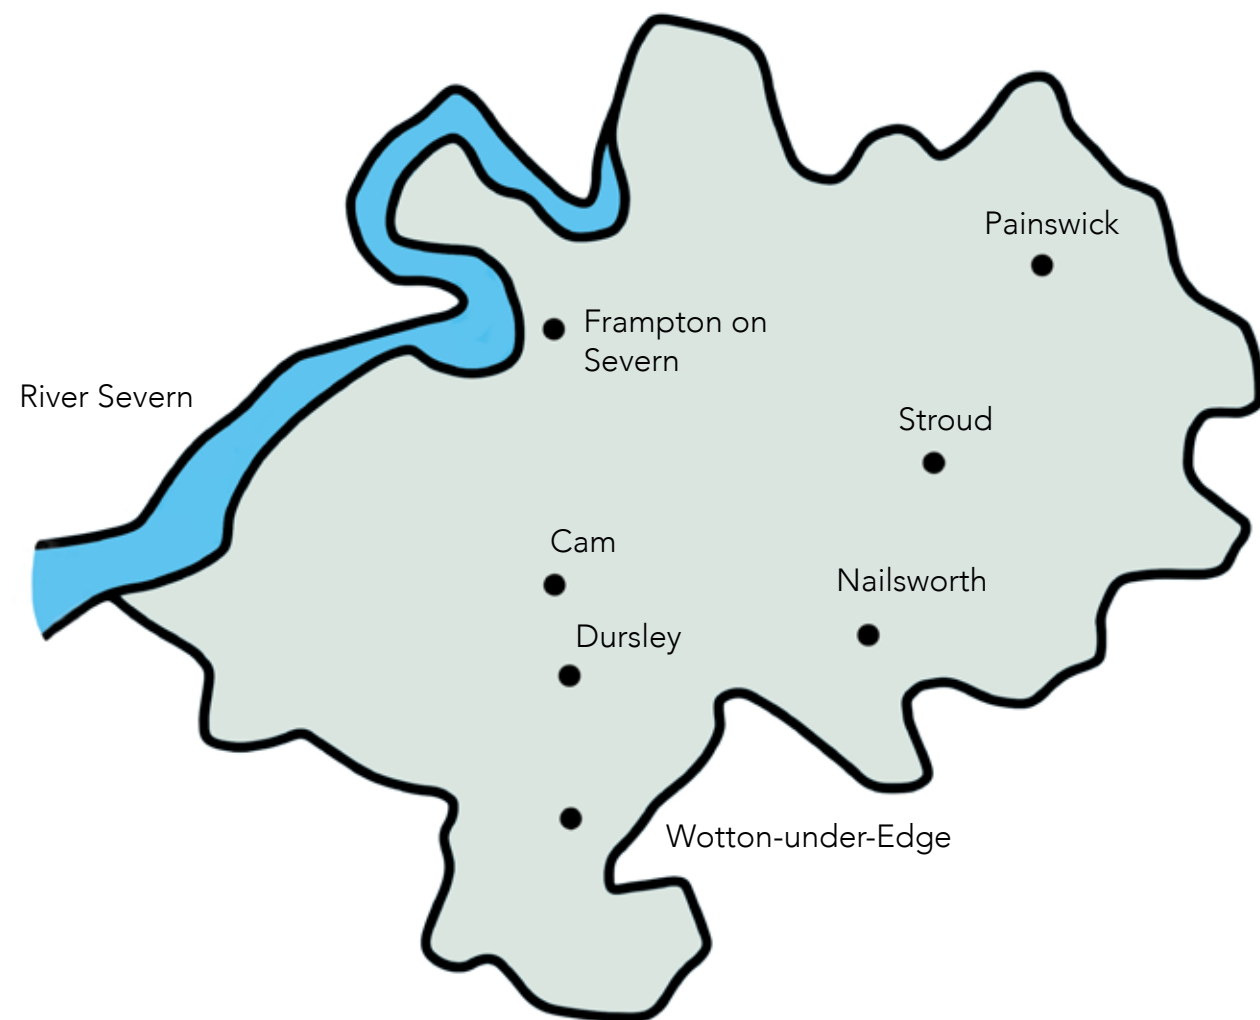 Painswick
Frampton on
Severn
River Severn
Stroud
Cam
Nailsworth
Dursley
Wotton-under-Edge